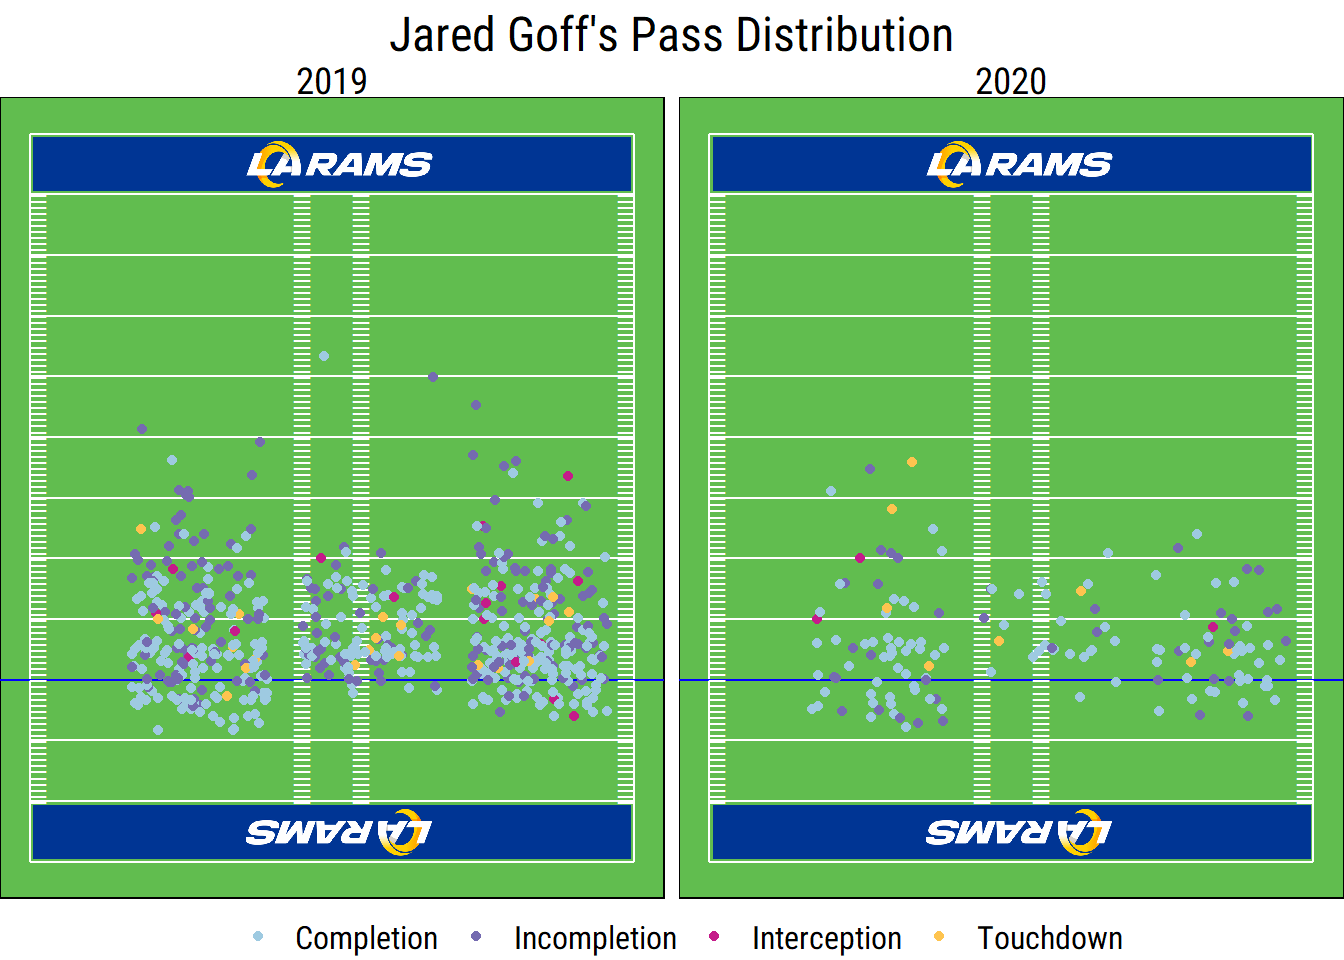 Jared Goff's Pass Distribution
2019
2020
LA RAMS
LA RAMS
LA RAMS
LA RAMS
Completion
Incompletion
Interception
Touchdown